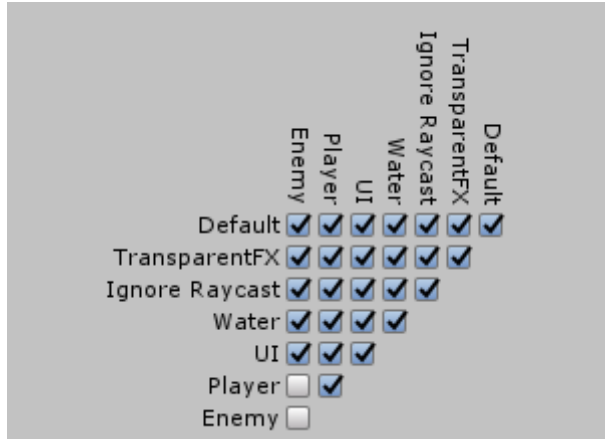 Enemy
Player
UI
Water
Ignore Raycast
TransparentFX
Default
Default
TransparentFX
Ignore Raycast
Water
UI
Player
Enemy